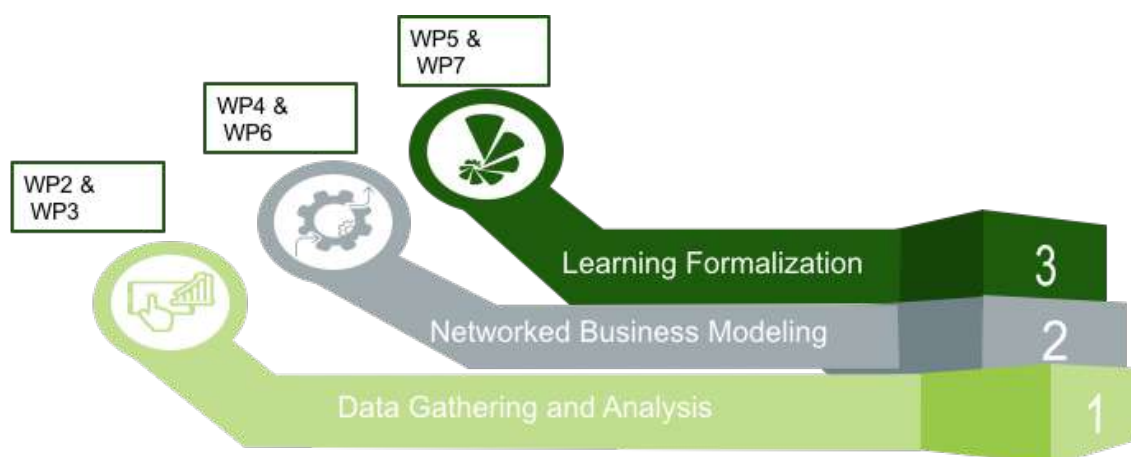 WP5 &
WP7
WP4 &
WP6
WP2 &
WP3
Learning Formalization 3
Networked Business Modeling 2
Data Gathering and Analysis 1